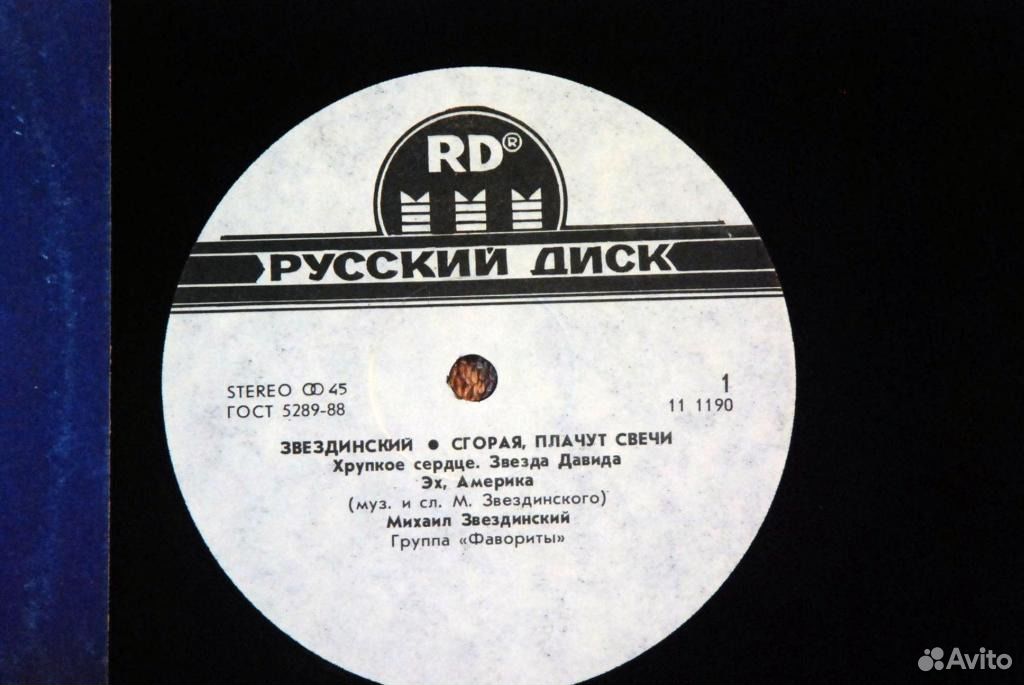 RD®
РУССКИЙ ДИСК
STEREO 45
ГОСТ 5289-88
1
11 1190
ЗВЕЗДИНСКИЙ ● СГОРАЯ, ПЛАЧУТ СВЕЧИ
Хрупкое сердце. Звезда Давида
Эх, Америка
(муз. и сл. М. Звездинского)
Михаил Звездинский
Группа «Фавориты»
Avito